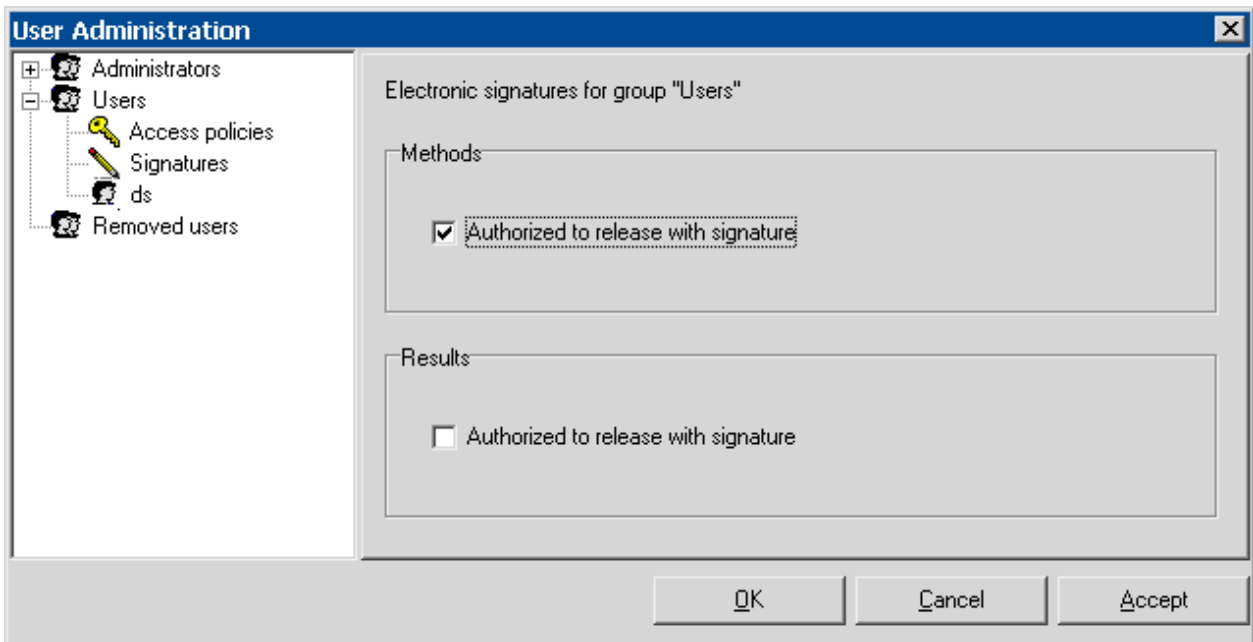 User Administration
Administrators
Users
Access policies
Signatures
ds
Removed users
Electronic signatures for group "Users"
Methods
Authorized to release with signature
Results
Authorized to release with signature
OK
Cancel
Accept